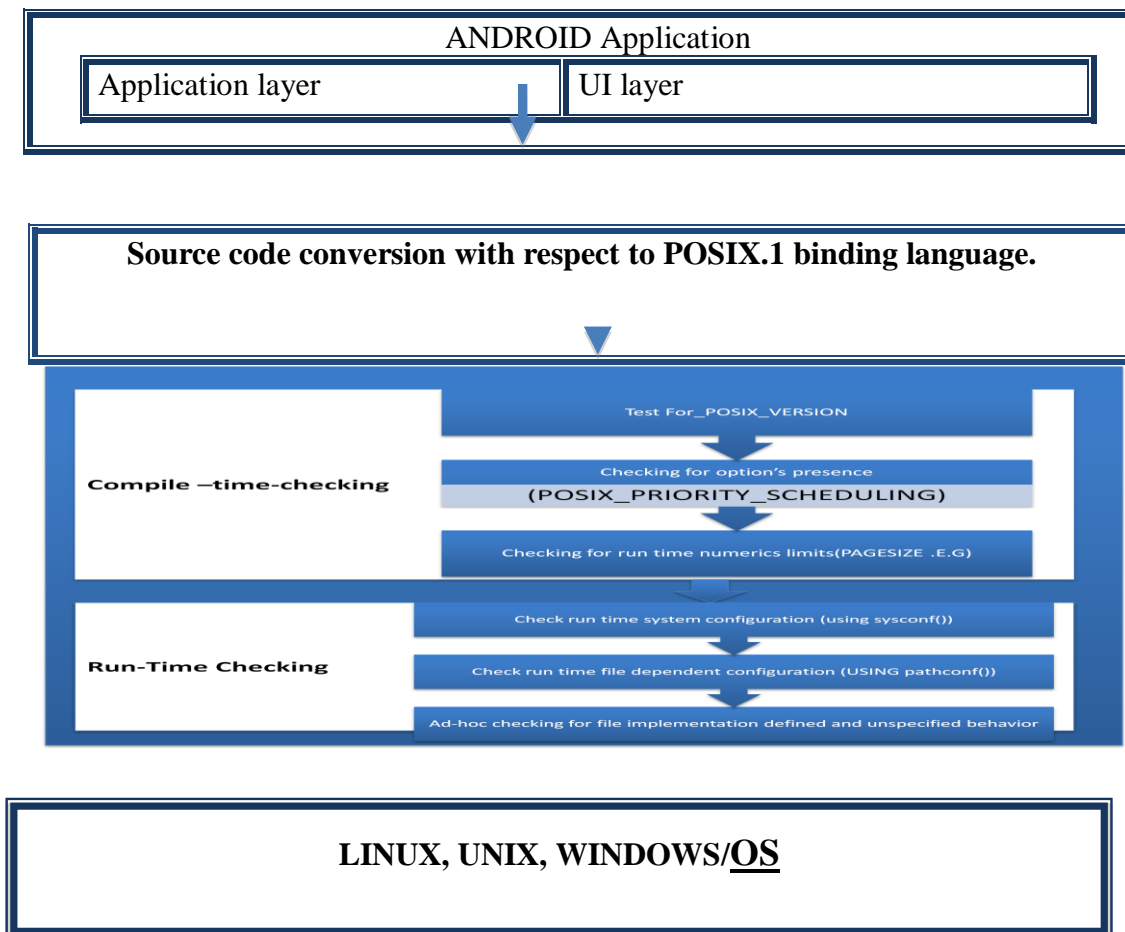 ANDROID Application
Application layer
UI layer
Source code conversion with respect to POSIX.1 binding language.
Compile –time-checking
Test For_POSIX_VERSION
Checking for option's presence
(POSIX_PRIORITY_SCHEDULING)
Checking for run time numerics limits(PAGESIZE .E.G)
Run-Time Checking
Check run time system configuration (using sysconf())
Check run time file dependent configuration (USING pathconf())
Ad-hoc checking for file implementation defined and unspecified behavior
LINUX, UNIX, WINDOWS/OS